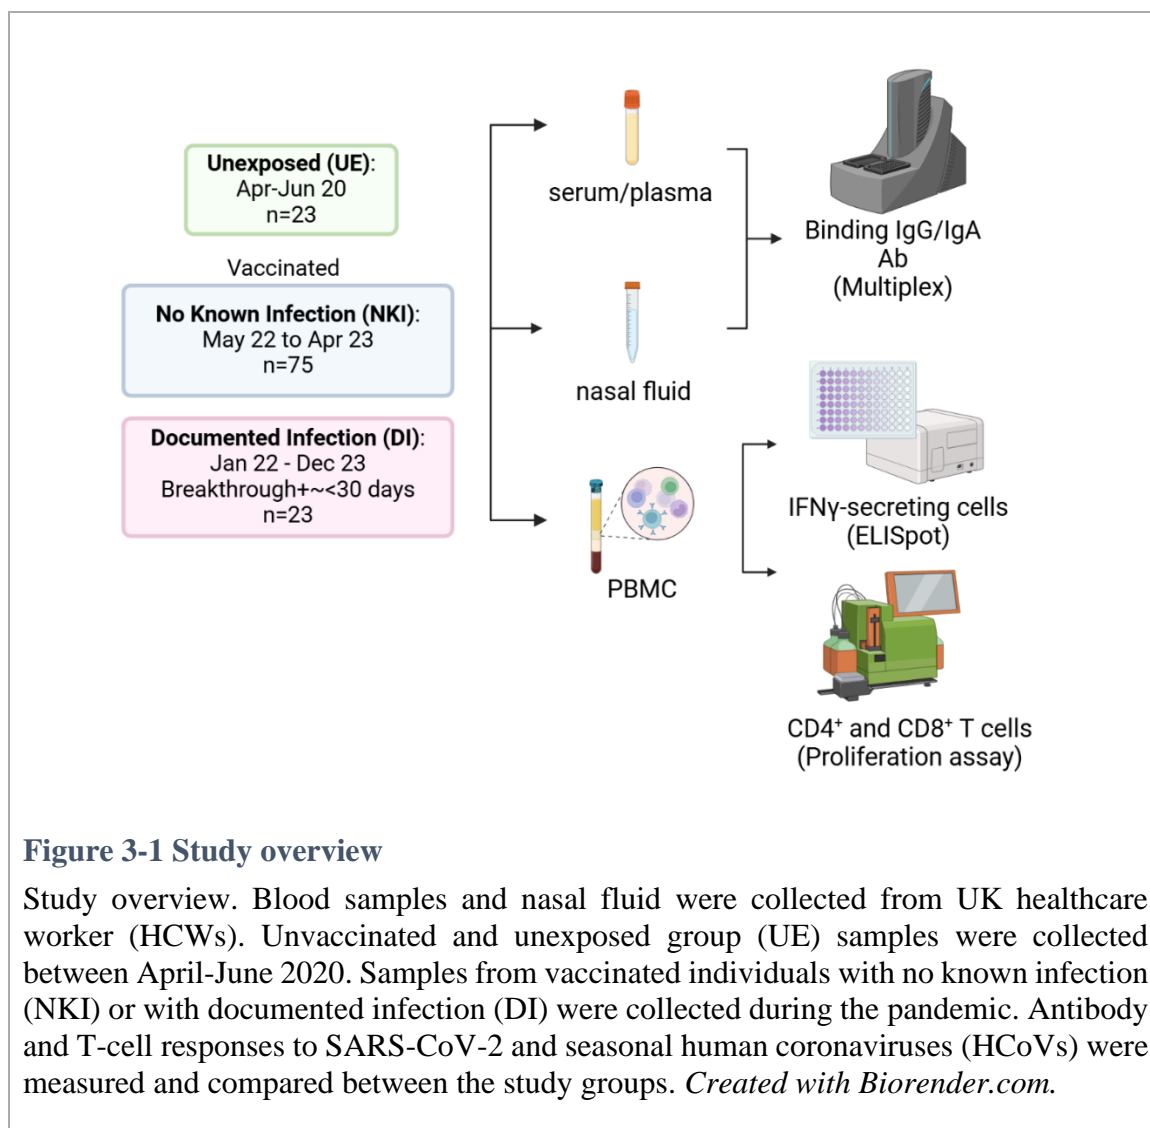 Unexposed (UE):
Apr-Jun 20
n=23
Vaccinated
No Known Infection (NKI):
May 22 to Apr 23
n=75
Documented Infection (DI):
Jan 22 - Dec 23
Breakthrough+~<30 days
n=23
serum/plasma
nasal fluid
PBMC
Binding IgG/IgA
Ab
(Multiplex)
IFNγ-secreting cells
(ELISpot)
CD4⁺ and CD8⁺ T cells
(Proliferation assay)
Figure 3-1 Study overview
Study overview. Blood samples and nasal fluid were collected from UK healthcare
worker (HCWs). Unvaccinated and unexposed group (UE) samples were collected
between April-June 2020. Samples from vaccinated individuals with no known infection
(NKI) or with documented infection (DI) were collected during the pandemic. Antibody
and T-cell responses to SARS-CoV-2 and seasonal human coronaviruses (HCoVs) were
measured and compared between the study groups. Created with Biorender.com.